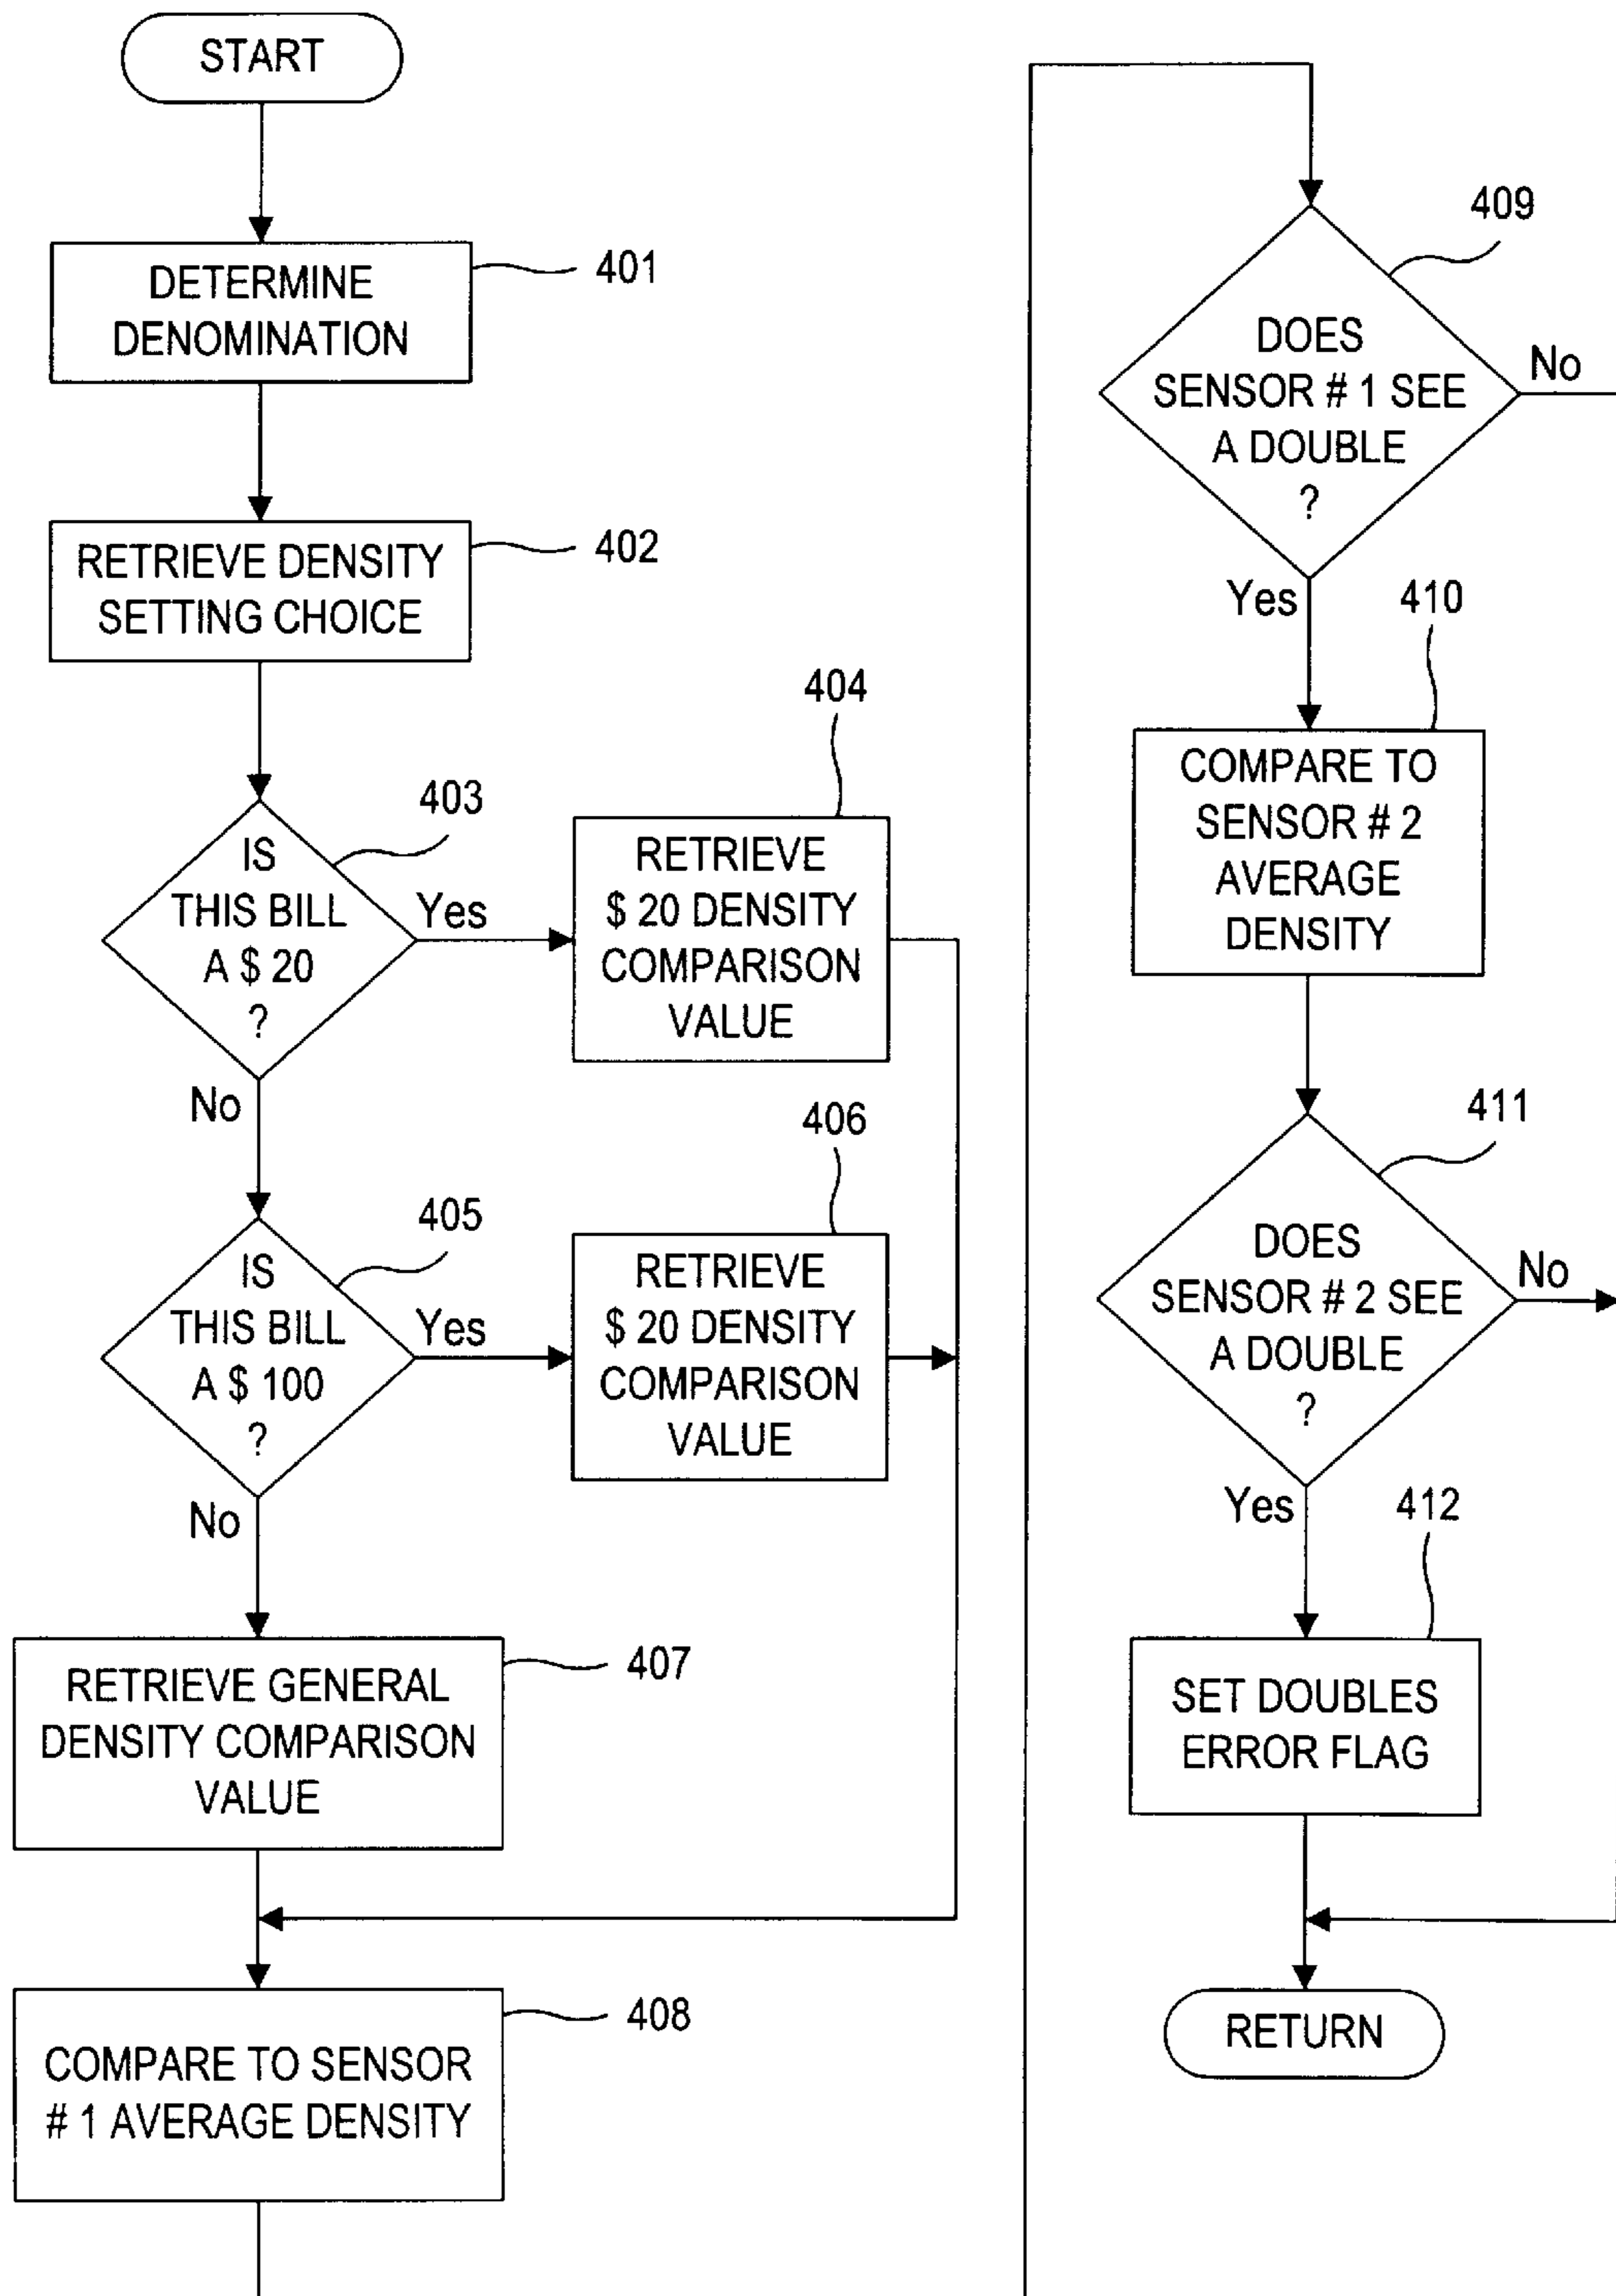 START
DETERMINE
DENOMINATION
401
RETRIEVE DENSITY
SETTING CHOICE
402
IS
THIS BILL
A $ 20
?
403
Yes
No
RETRIEVE
$ 20 DENSITY
COMPARISON
VALUE
404
IS
THIS BILL
A $ 100
?
405
Yes
No
RETRIEVE
$ 20 DENSITY
COMPARISON
VALUE
406
RETRIEVE GENERAL
DENSITY COMPARISON
VALUE
407
COMPARE TO SENSOR
# 1 AVERAGE DENSITY
408
DOES
SENSOR # 1 SEE
A DOUBLE
?
409
No
Yes
COMPARE TO
SENSOR # 2
AVERAGE
DENSITY
410
DOES
SENSOR # 2 SEE
A DOUBLE
?
411
No
Yes
SET DOUBLES
ERROR FLAG
412
RETURN